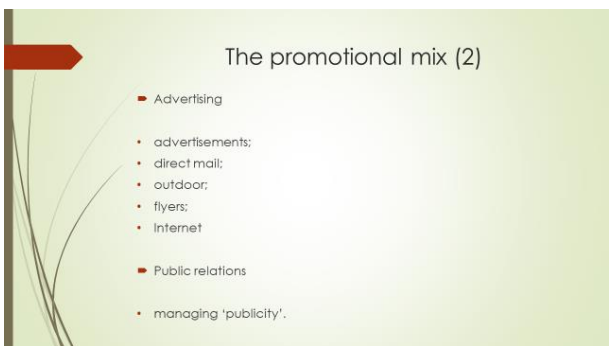 The promotional mix (2)
Advertising
advertisements;
direct mail;
outdoor;
flyers;
Internet
Public relations
managing ‘publicity’.